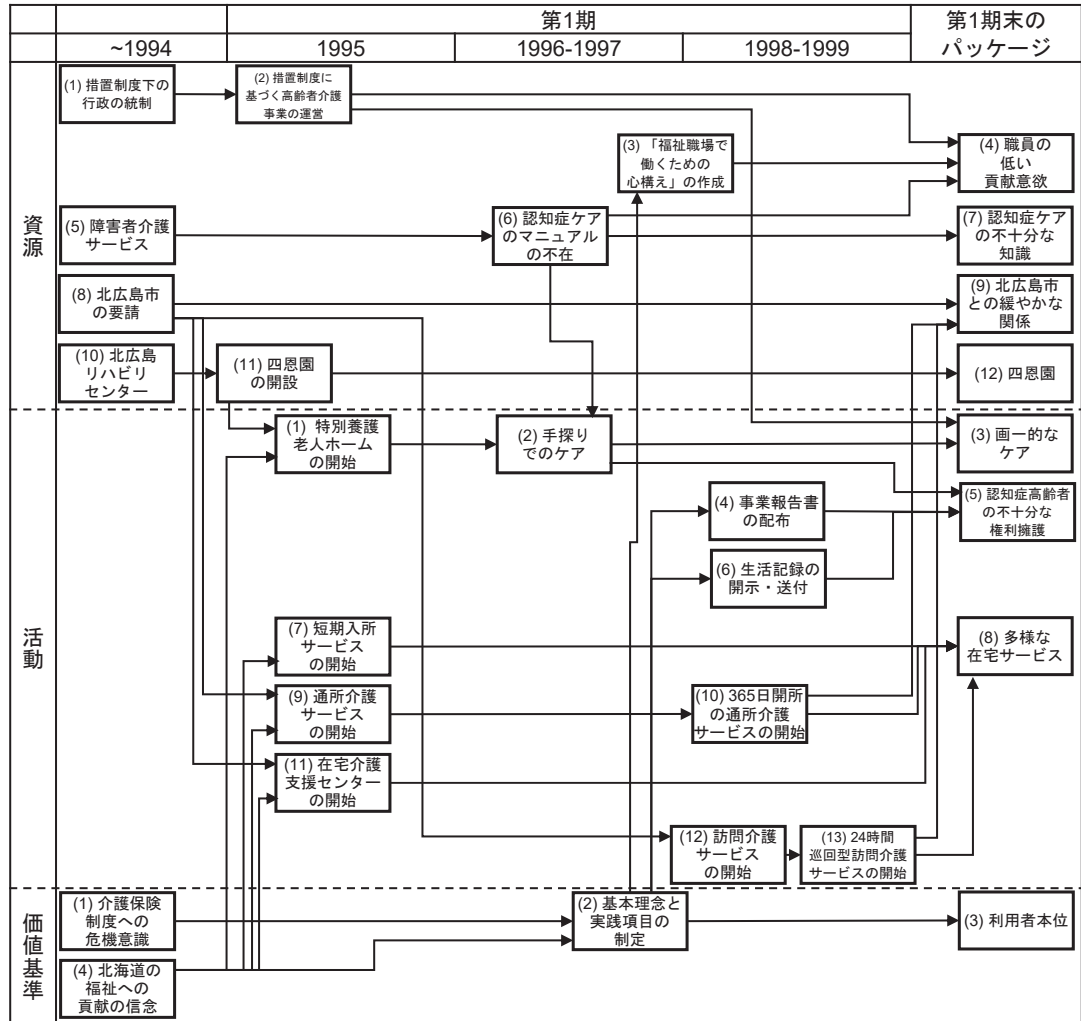 第1期
第1期末の
パッケージ
~1994
1995
1996-1997
1998-1999
資源
(1) 措置制度下の
行政の統制
(2) 措置制度に
基づく高齢者介護
事業の運営
(3) 「福祉職場で
働くための
心構え」の作成
(4) 職員の
低い
貢献意欲
(5) 障害者介護
サービス
(6) 認知症ケア
のマニュアル
の不在
(7) 認知症ケア
の不十分な
知識
(8) 北広島市
の要請
(9) 北広島市
との緩やかな
関係
(10) 北広島
リハビリ
センター
(11) 四恩園
の開設
(12) 四恩園
活動
(1) 特別養護
老人ホーム
の開始
(2) 手探り
でのケア
(3) 画一的な
ケア
(4) 事業報告書
の配布
(5) 認知症高齢者
の不十分な
権利擁護
(6) 生活記録の
開示・送付
(7) 短期入所
サービス
の開始
(8) 多様な
在宅サービス
(9) 通所介護
サービス
の開始
(10) 365日開所
の通所介護
サービスの開始
(11) 在宅介護
支援センター
の開始
(12) 訪問介護
サービス
の開始
(13) 24時間
巡回型訪問介護
サービスの開始
価値基準
(1) 介護保険
制度への
危機意識
(2) 基本理念と
実践項目の
制定
(3) 利用者本位
(4) 北海道の
福祉への
貢献の信念